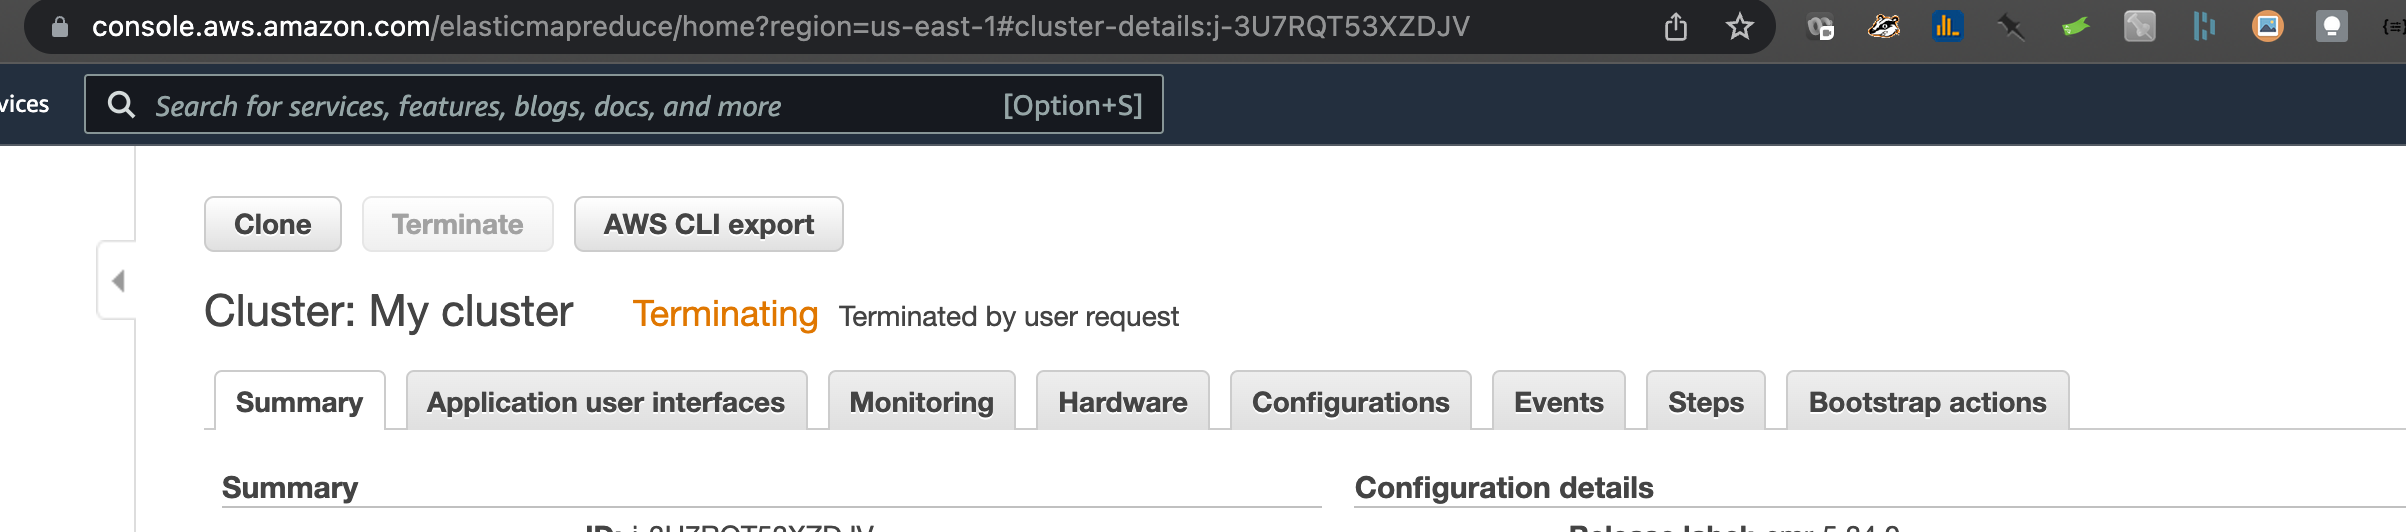 console.aws.amazon.com/elasticmapreduce/home?region=us-east-1#cluster-details:j-3U7RQT53XZDJV
vices
Search for services, features, blogs, docs, and more [Option+S]
Clone Terminate AWS CLI export
Cluster: My cluster Terminating Terminated by user request
Summary Application user interfaces Monitoring Hardware Configurations Events Steps Bootstrap actions
Summary Configuration details
ID: j-3U7RQT53XZDJV